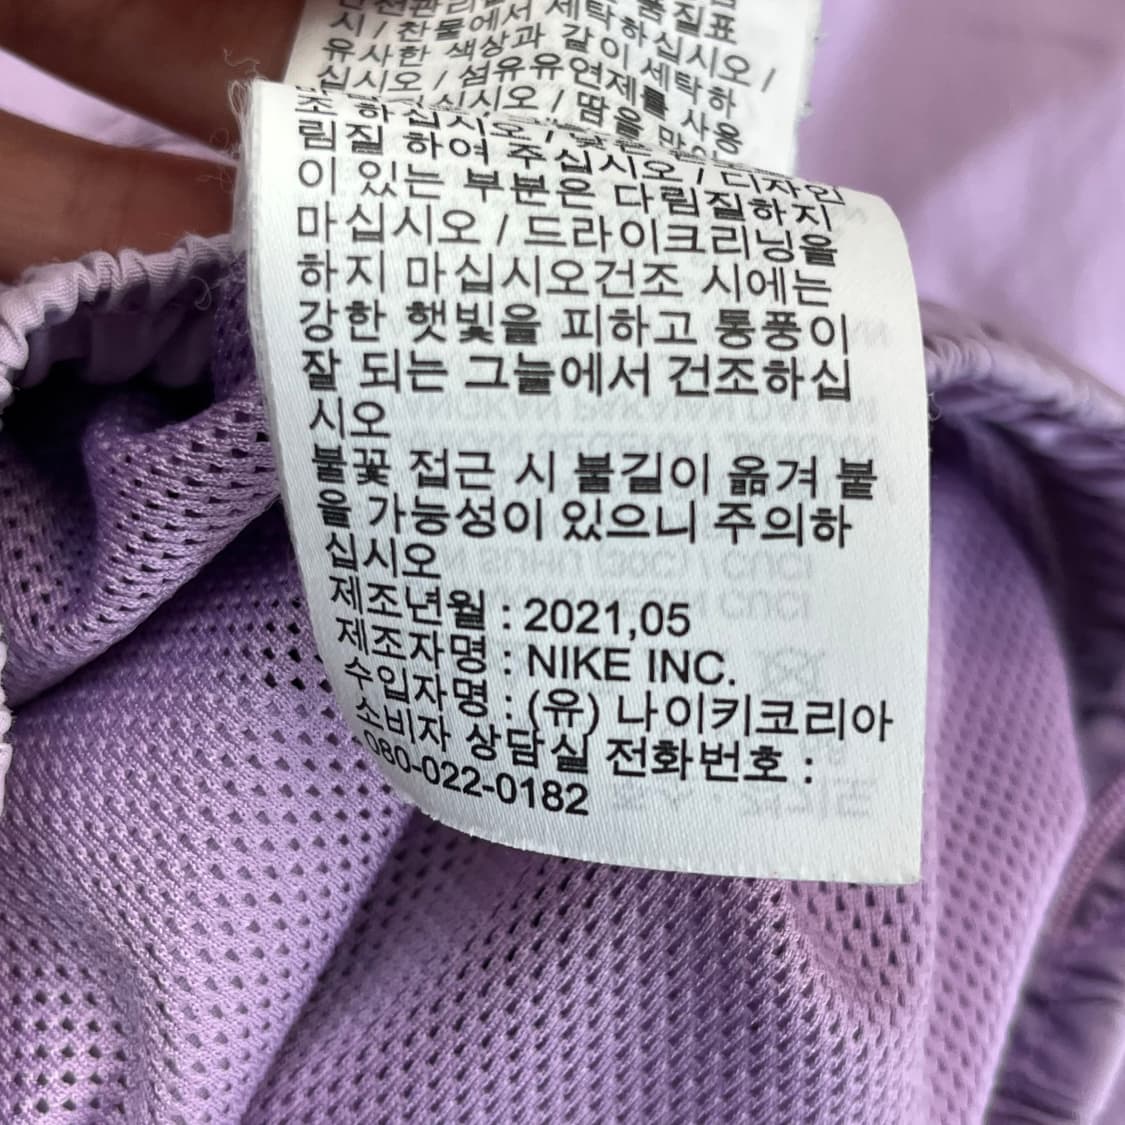 품질표
시 / 찬물에서 세탁하십시오 /
유사한 색상과 같이 세탁하
십시오 / 섬유유연제를 사용
십시오 / 땀을
조 하십시오 /
림질 하여 주십시오 / 디자인
이 있는 부분은 다림질하지
마십시오 / 드라이크리닝을
하지 마십시오건조 시에는
강한 햇빛을 피하고 통풍이
잘 되는 그늘에서 건조하십
시오
불꽃 접근 시 불길이 옮겨 붙
을 가능성이 있으니 주의하
십시오
제조년월 : 2021,05
제조자명 : NIKE INC.
수입자명 : (유) 나이키코리아
소비자 상담실 전화번호 :
080-022-0182